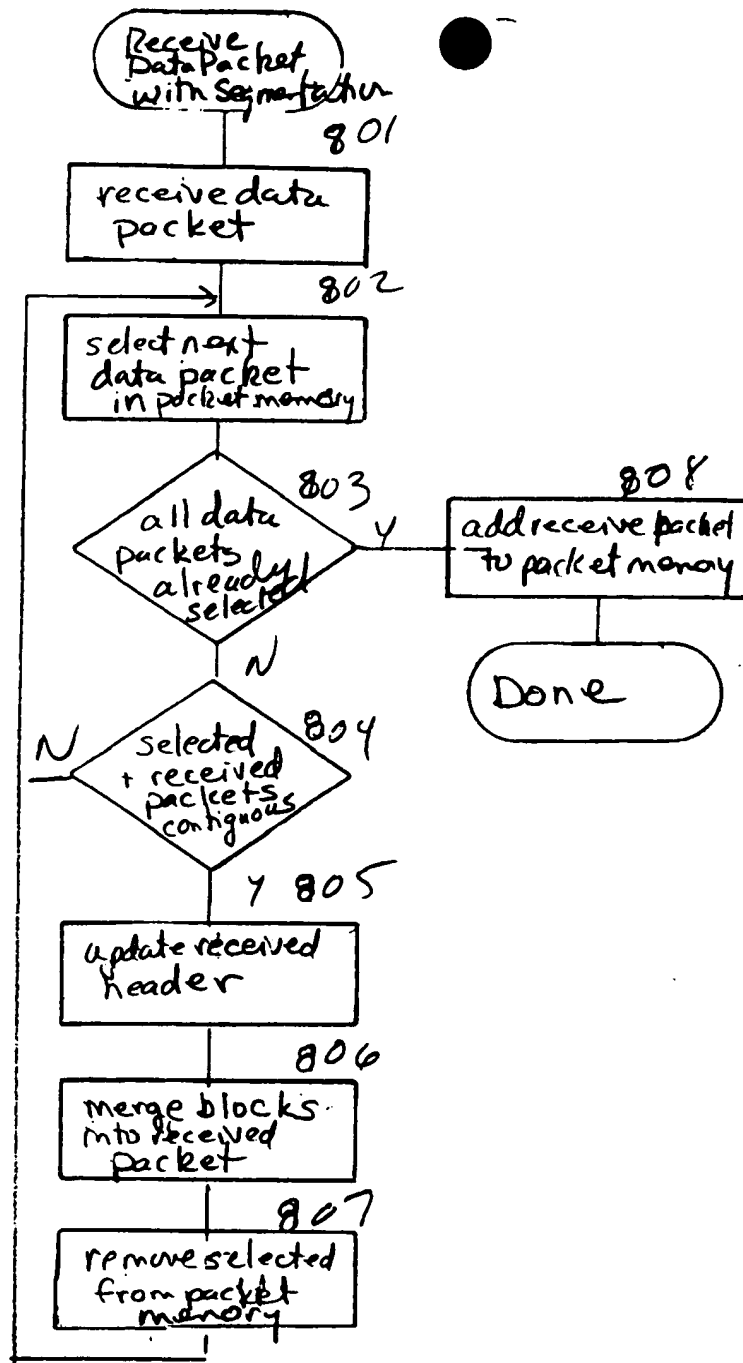 Receive
Data Packet
with Segmentation
801
receive data
packet
802
select next
data packet
in packet memory
803
all data
packets
already
selected
Y
808
add receive packet
to packet memory
Done
N
804
selected
+ received
packets
contiguous
N
Y 805
update received
header
806
merge blocks
into received
packet
807
remove selected
from packet
memory